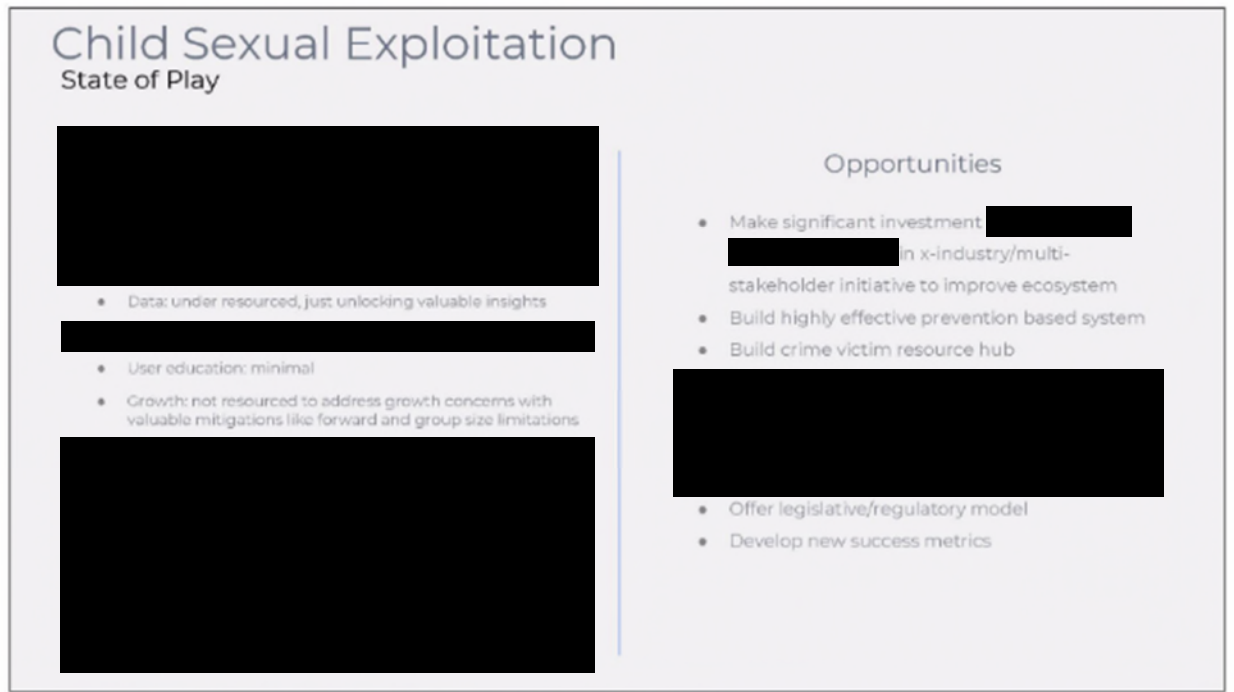 Child Sexual Exploitation
State of Play
● Data: under resourced, just unlocking valuable insights
● User education: minimal
● Growth: not resourced to address growth concerns with
valuable mitigations like forward and group size limitations
Opportunities
● Make significant investment
in x-industry/multi-
stakeholder initiative to improve ecosystem
● Build highly effective prevention based system
● Build crime victim resource hub
● Offer legislative/regulatory model
● Develop new success metrics